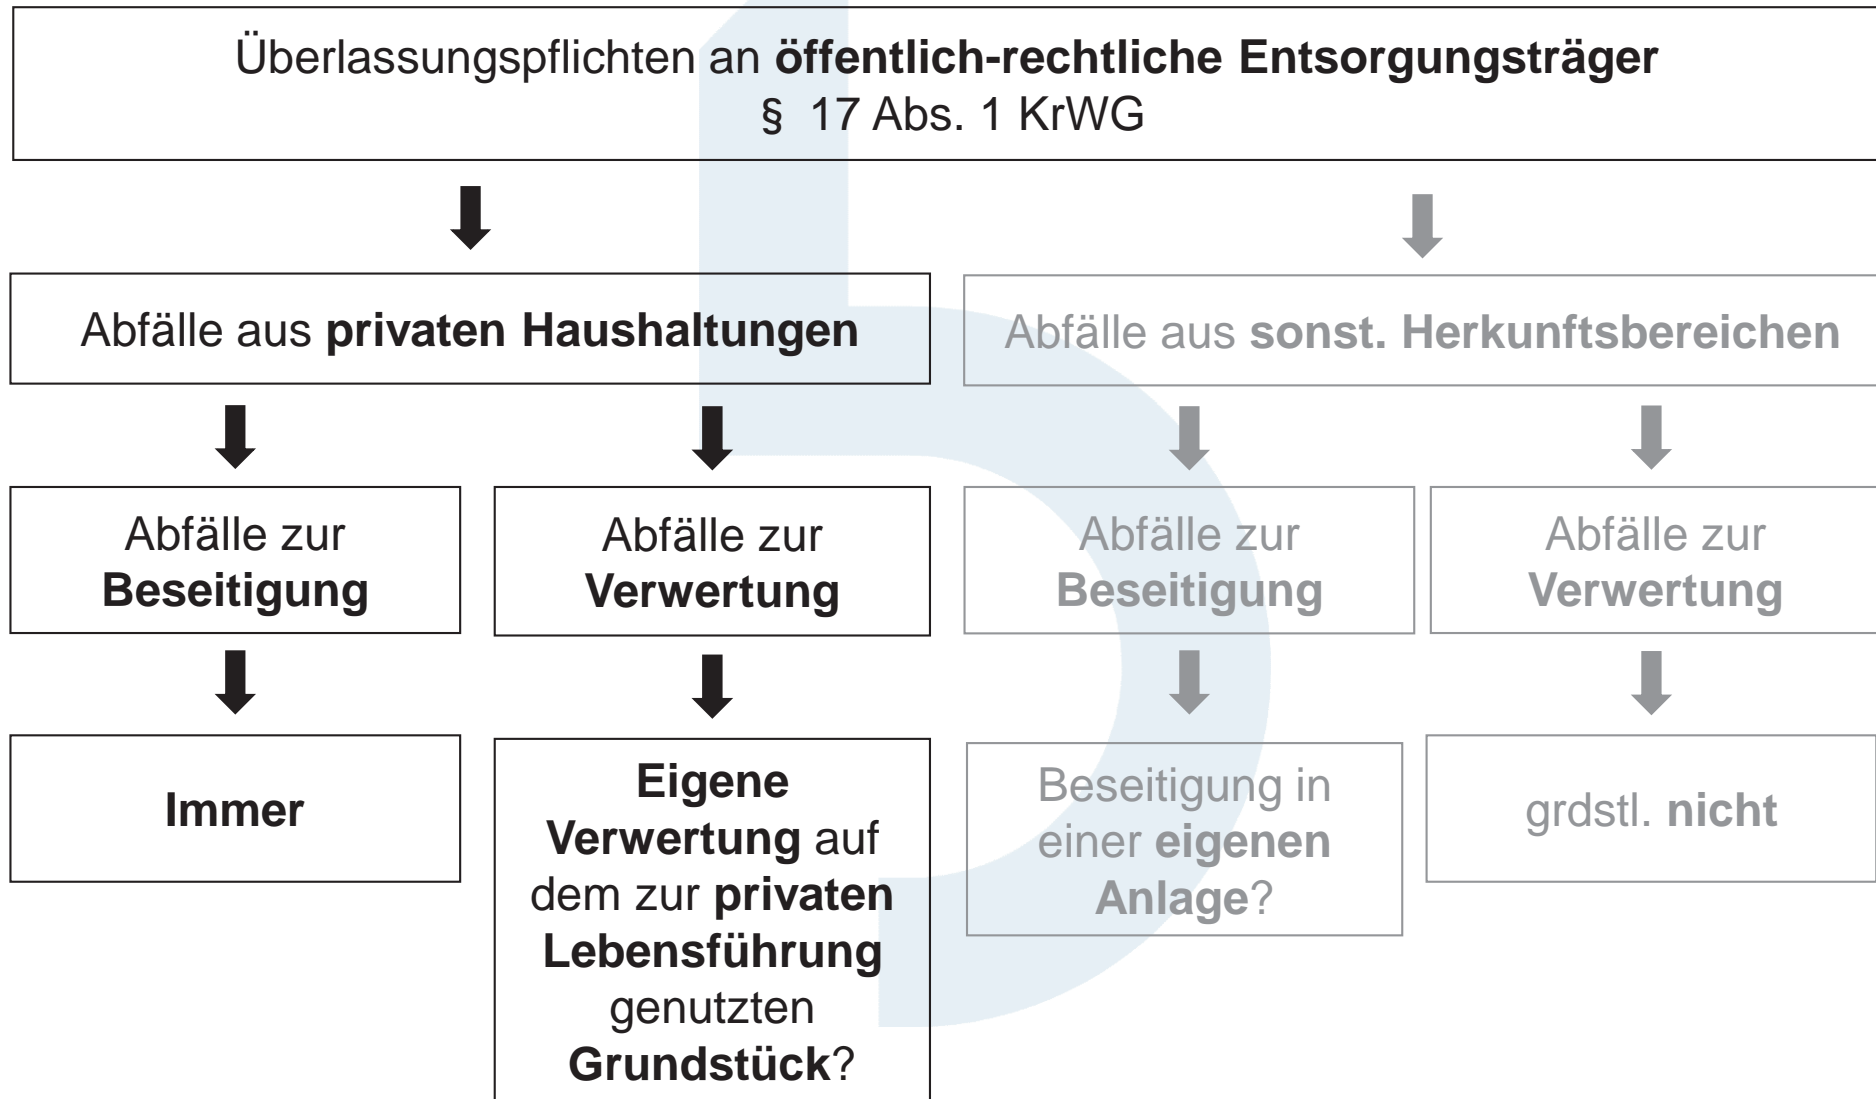 Überlassungspflichten an öffentlich-rechtliche Entsorgungsträger
§ 17 Abs. 1 KrWG
Abfälle aus privaten Haushaltungen
Abfälle aus sonst. Herkunftsbereichen
Abfälle zur
Beseitigung
Abfälle zur
Verwertung
Abfälle zur
Beseitigung
Abfälle zur
Verwertung
Immer
Eigene
Verwertung auf
dem zur privaten
Lebensführung
genutzten
Grundstück?
Beseitigung in
einer eigenen
Anlage?
grdstl. nicht